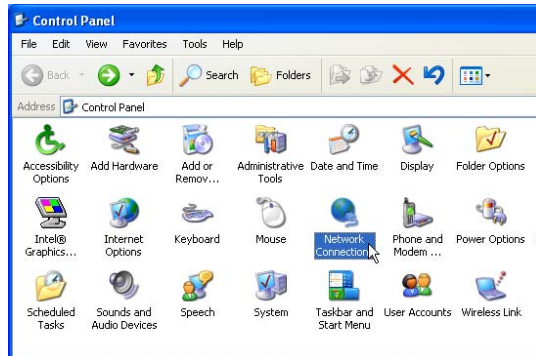 Control Panel
File Edit View Favorites Tools Help
Back Search Folders
Address Control Panel
Accessibility Options
Add Hardware
Add or Remov...
Administrative Tools
Date and Time
Display
Folder Options
Intel® Graphics...
Internet Options
Keyboard
Mouse
Network Connections
Phone and Modem ...
Power Options
Scheduled Tasks
Sounds and Audio Devices
Speech
System
Taskbar and Start Menu
User Accounts
Wireless Link